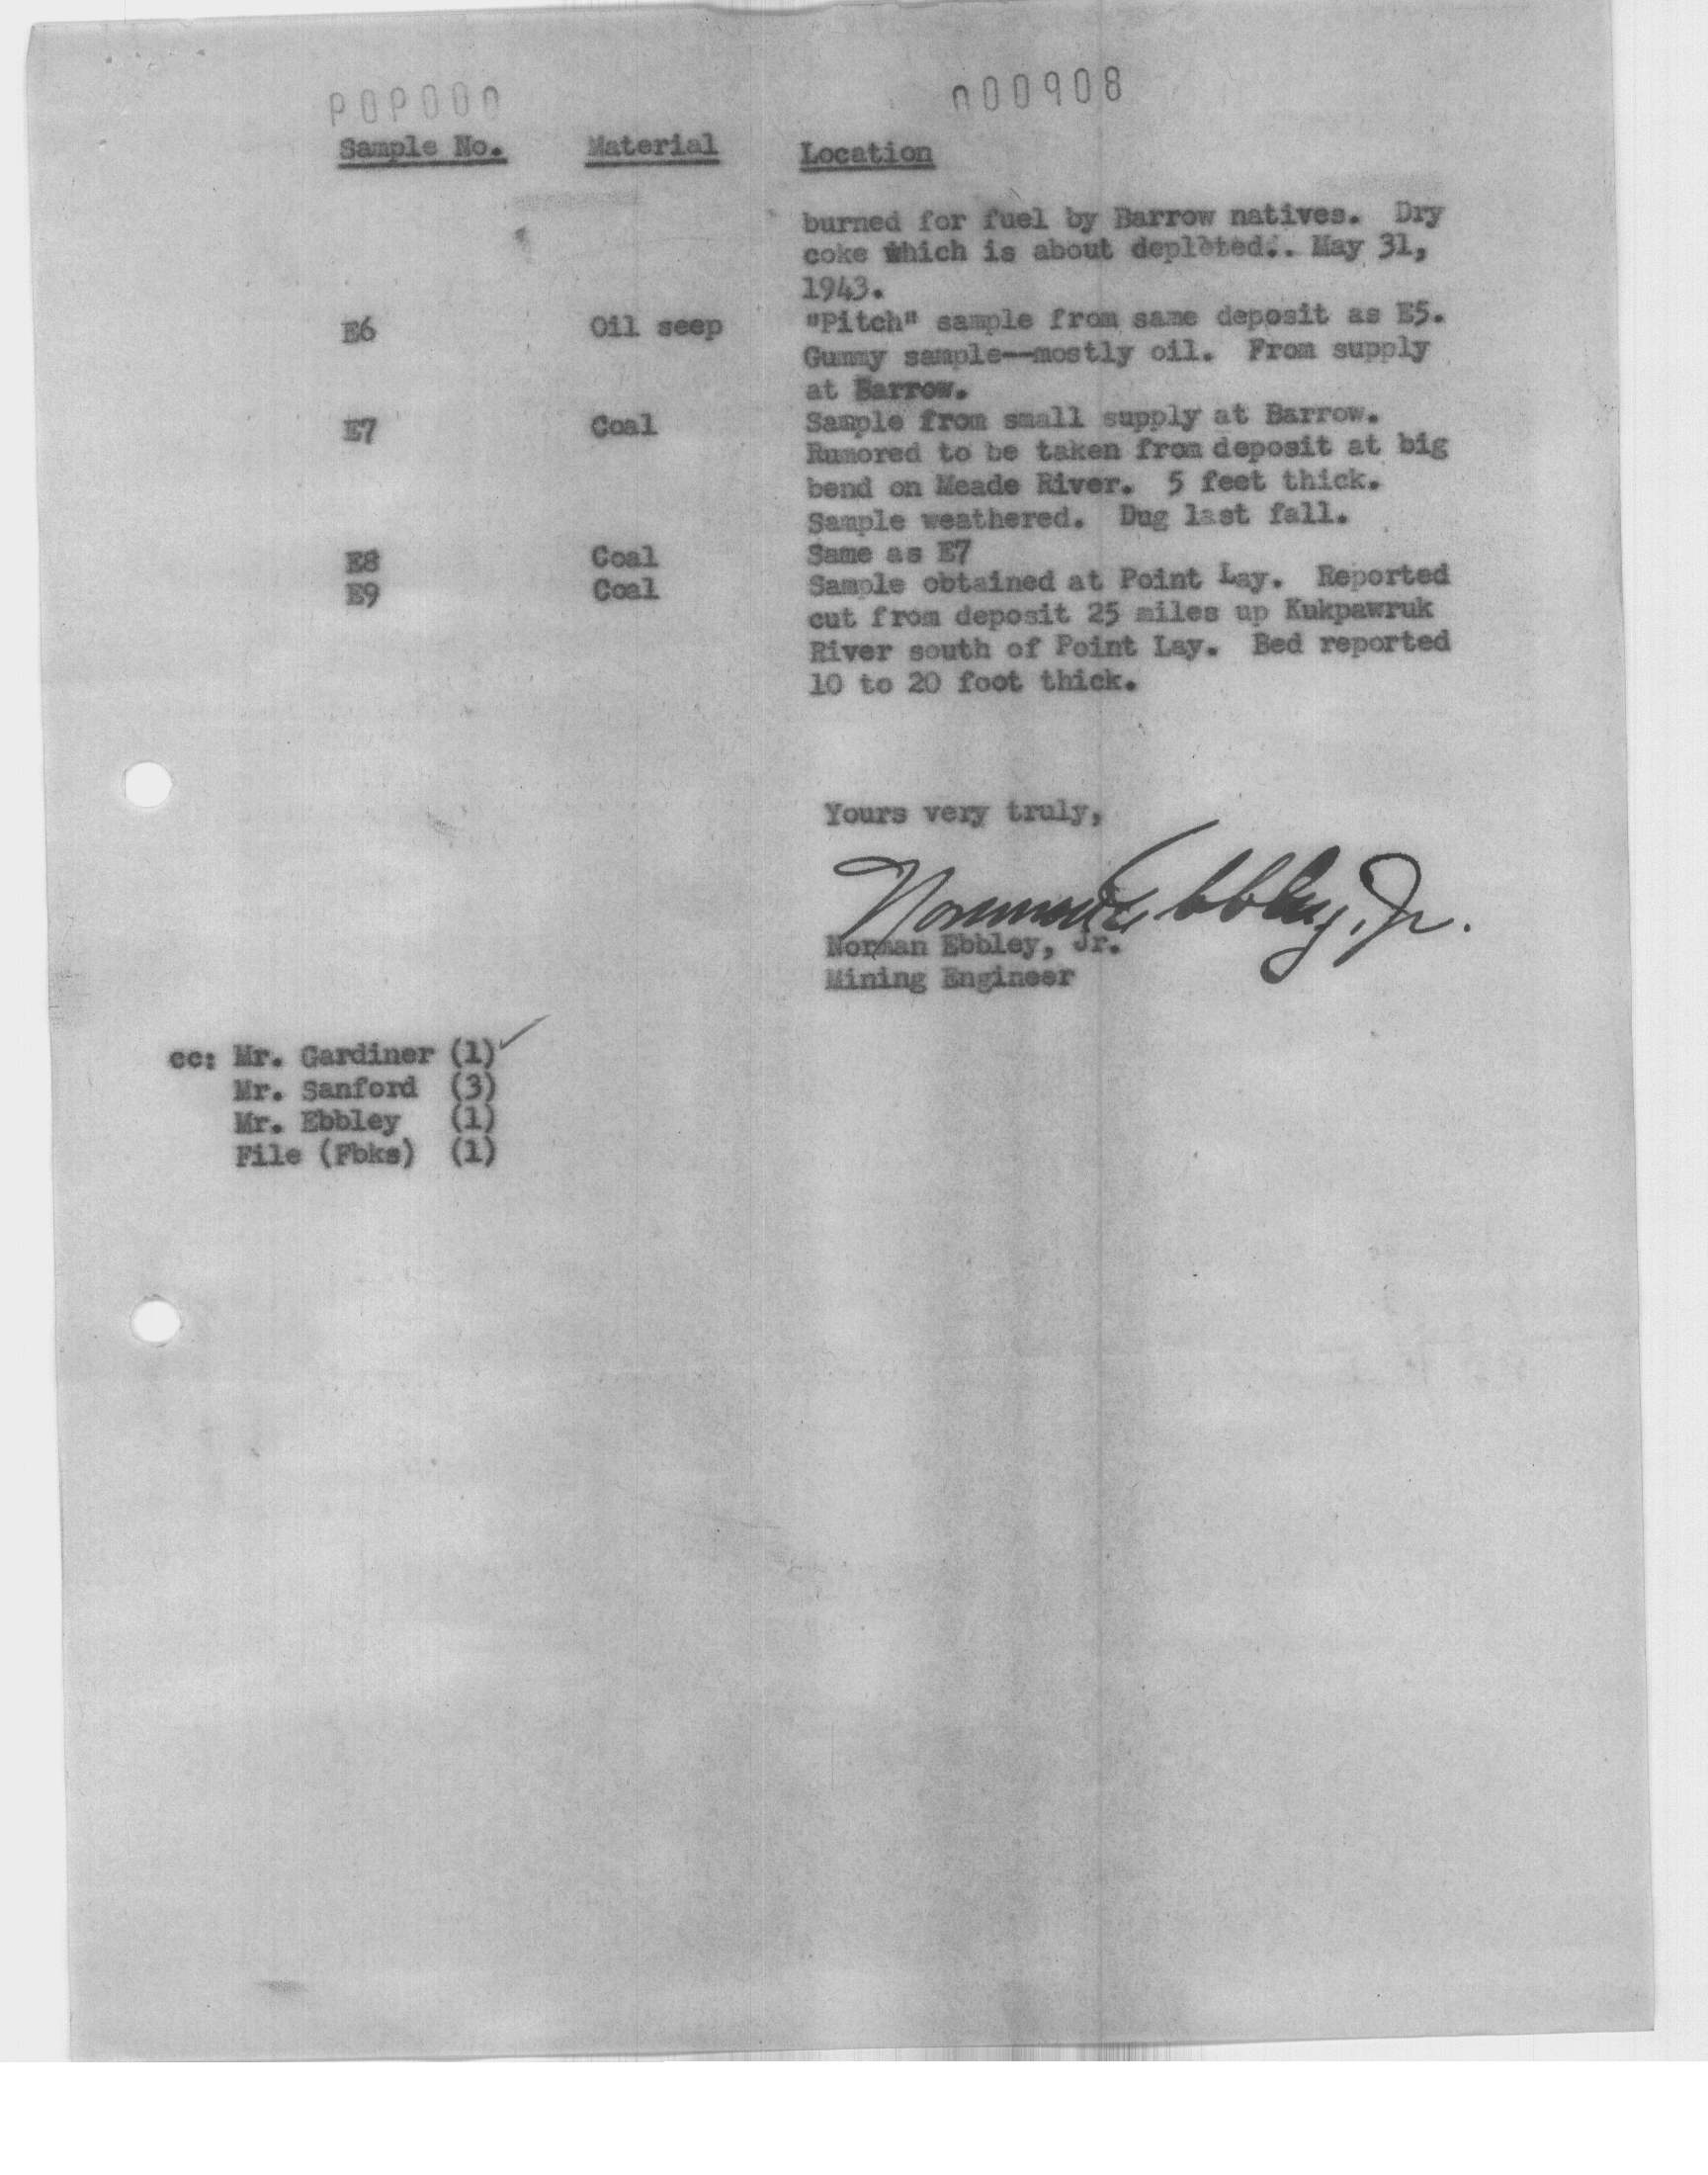 000908
Sample No. Material Location
burned for fuel by Barrow natives. Dry
coke which is about depleted.. May 31,
1943.
E6 Oil seep "Pitch" sample from same deposit as E5.
Gummy sample--mostly oil. From supply
at Barrow.
E7 Coal Sample from small supply at Barrow.
Rumored to be taken from deposit at big
bend on Meade River. 5 feet thick.
Sample weathered. Dug last fall.
E8 Coal Same as E7
E9 Coal Sample obtained at Point Lay. Reported
cut from deposit 25 miles up Kukpawruk
River south of Point Lay. Bed reported
10 to 20 foot thick.
Yours very truly,
Norman Ebbley, Jr.
Norman Ebbley, Jr.
Mining Engineer
cc: Mr. Gardiner (1)
Mr. Sanford (3)
Mr. Ebbley (1)
File (Fbks) (1)